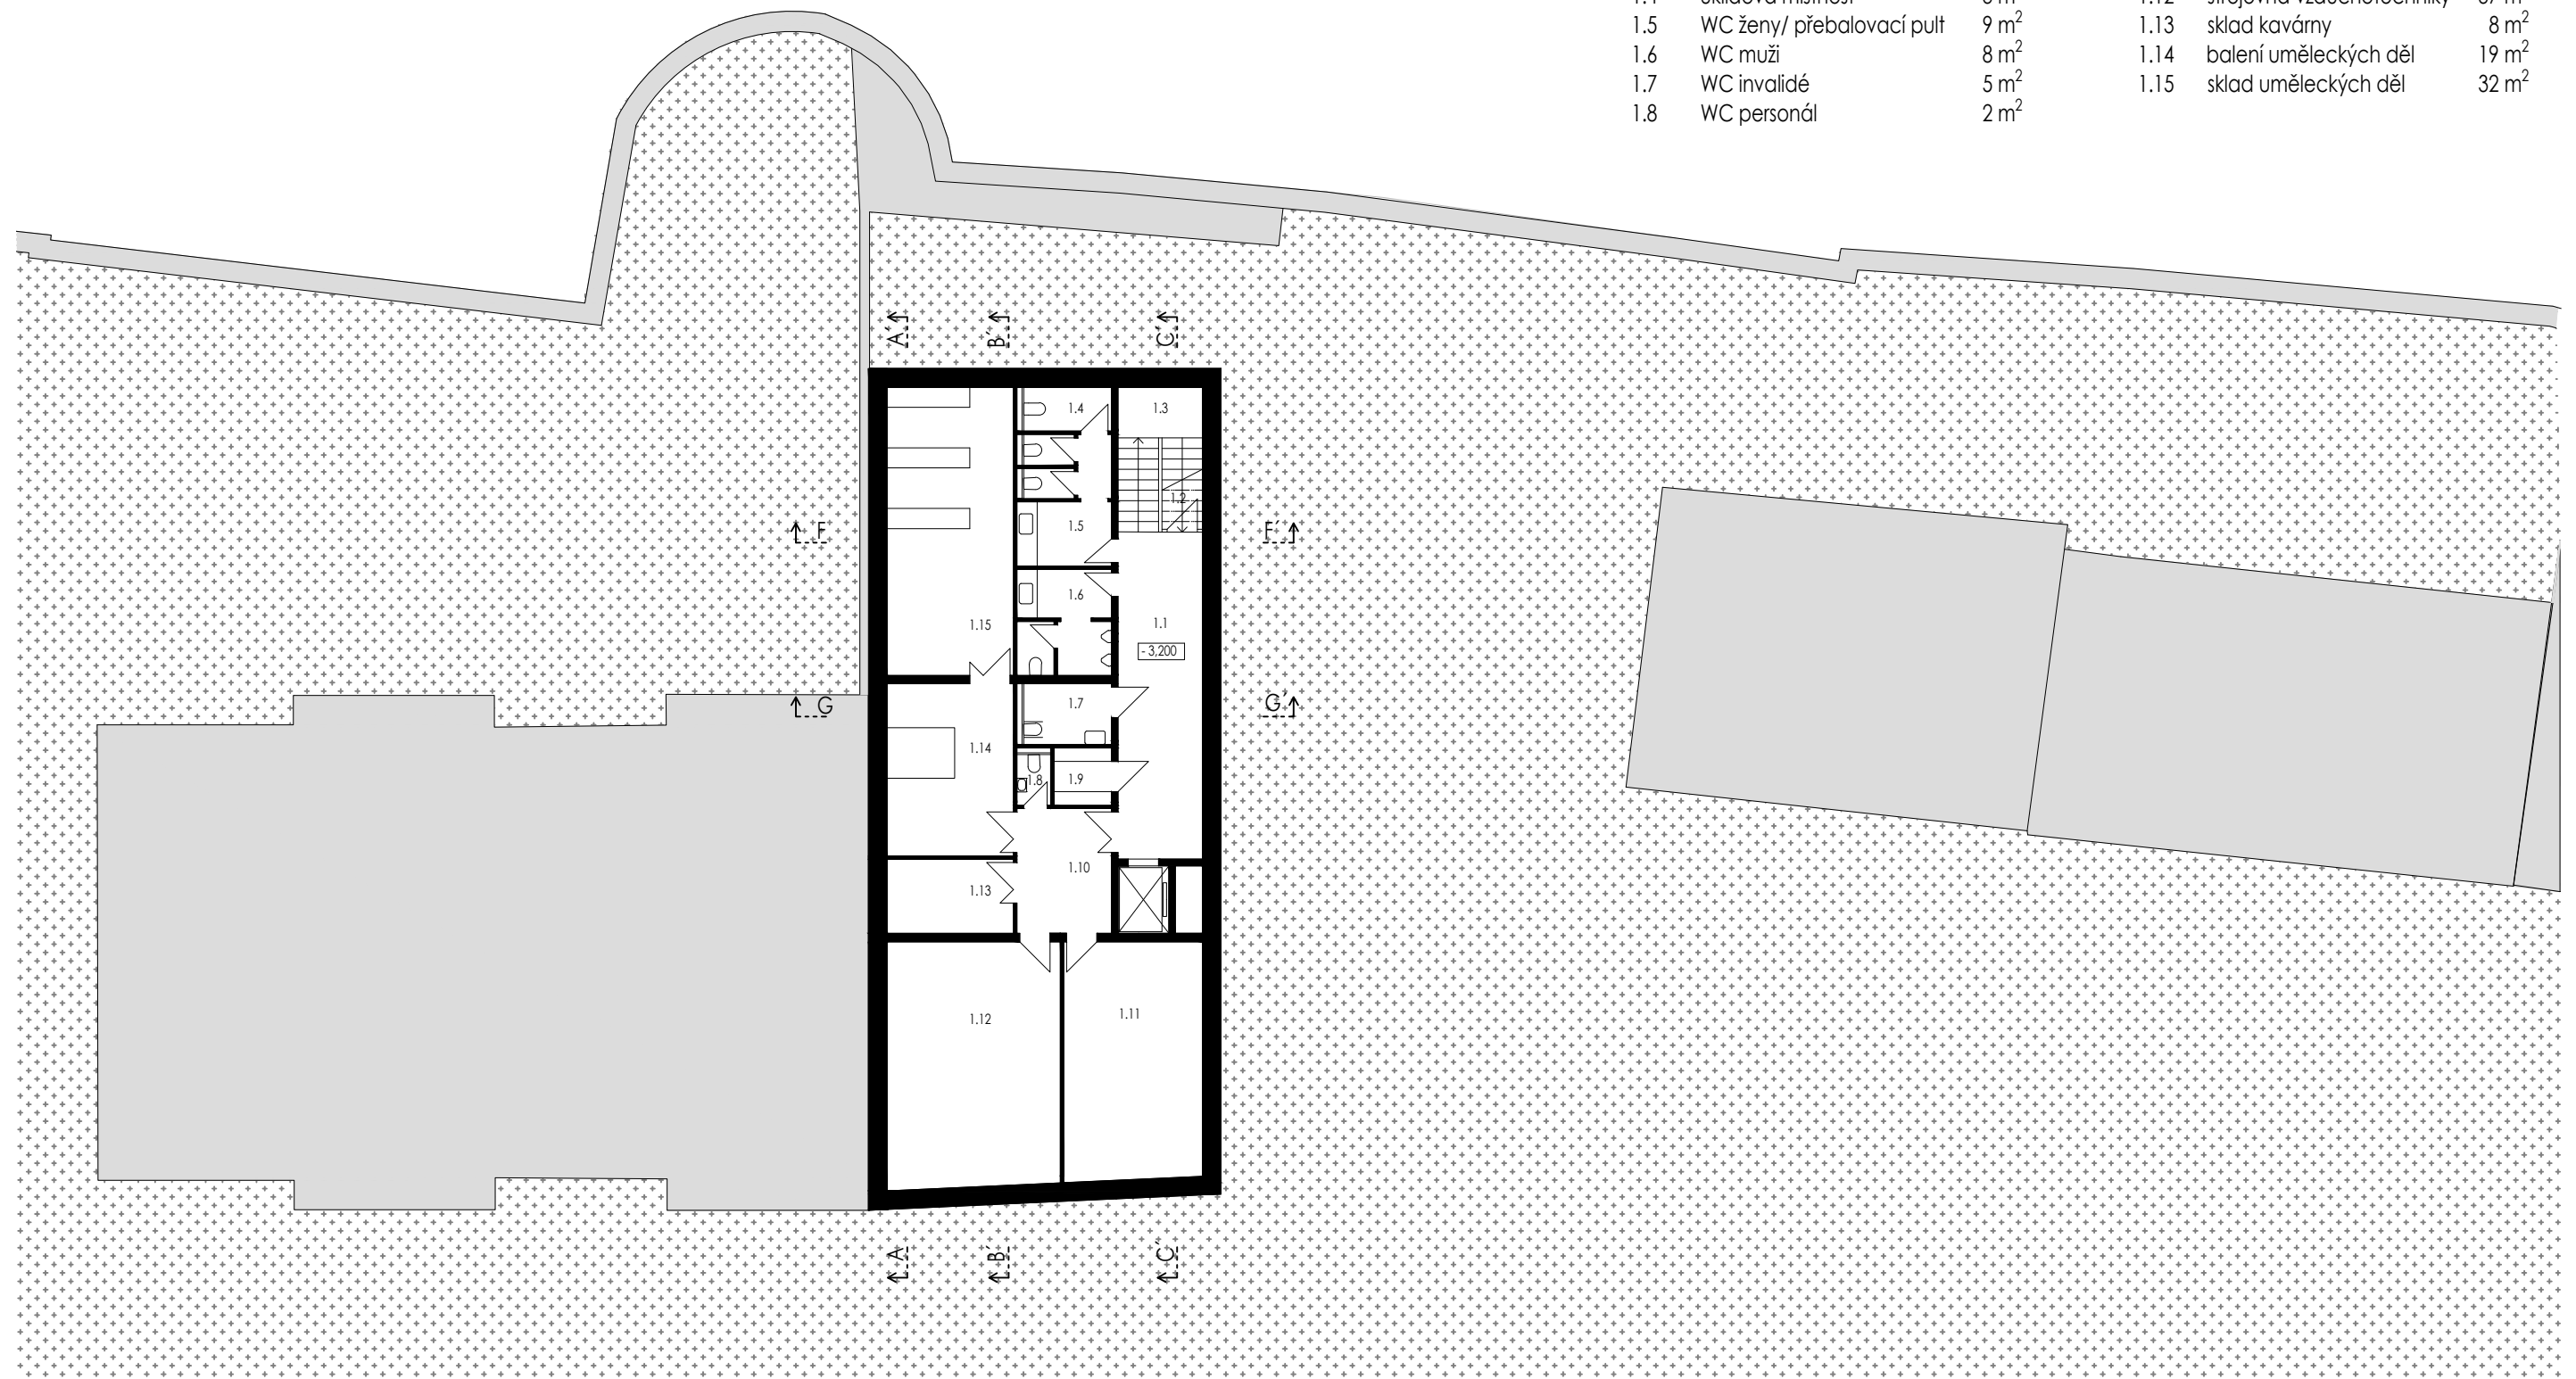 1.5 WC ženy/ přebalovací pult 9 m²
1.6 WC muži 8 m²
1.7 WC invalidé 5 m²
1.8 WC personál 2 m²
1.13 sklad kavárny 8 m²
1.14 balení uměleckých děl 19 m²
1.15 sklad uměleckých děl 32 m²
A´
B´
C´
1.4
1.3
1.2
F
1.5
F´
1.6
1.15
1.1
- 3,200
G
1.7
G´
1.14
1.8
1.9
1.10
1.13
1.12
1.11
A
B
C´